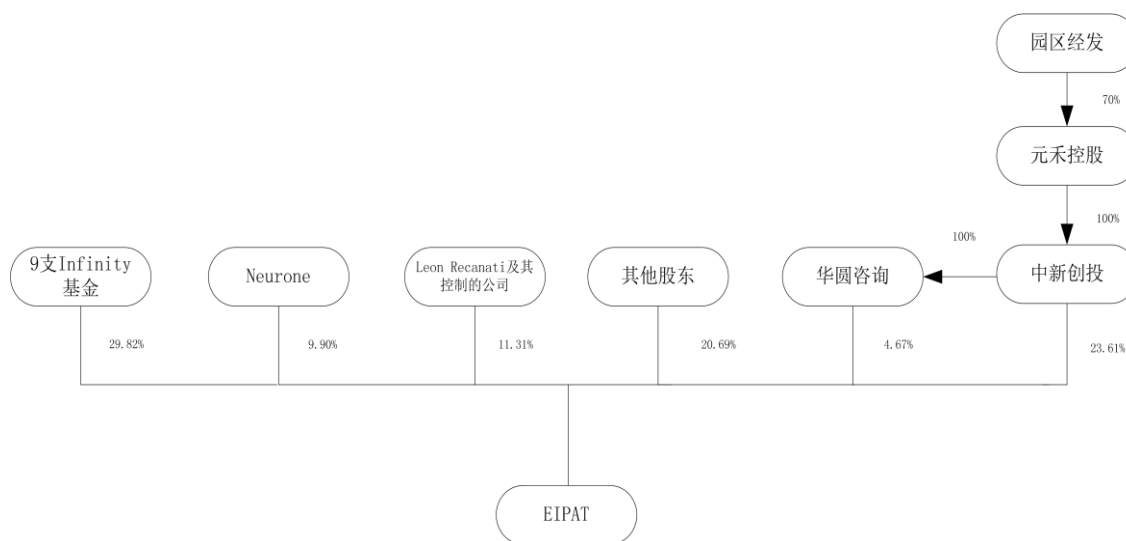 园区经发
70%
元禾控股
100%
100%
9支Infinity
基金
Neurone
Leon Recanati及其
控制的公司
其他股东
华圆咨询
中新创投
29.82%
9.90%
11.31%
20.69%
4.67%
23.61%
EIPAT